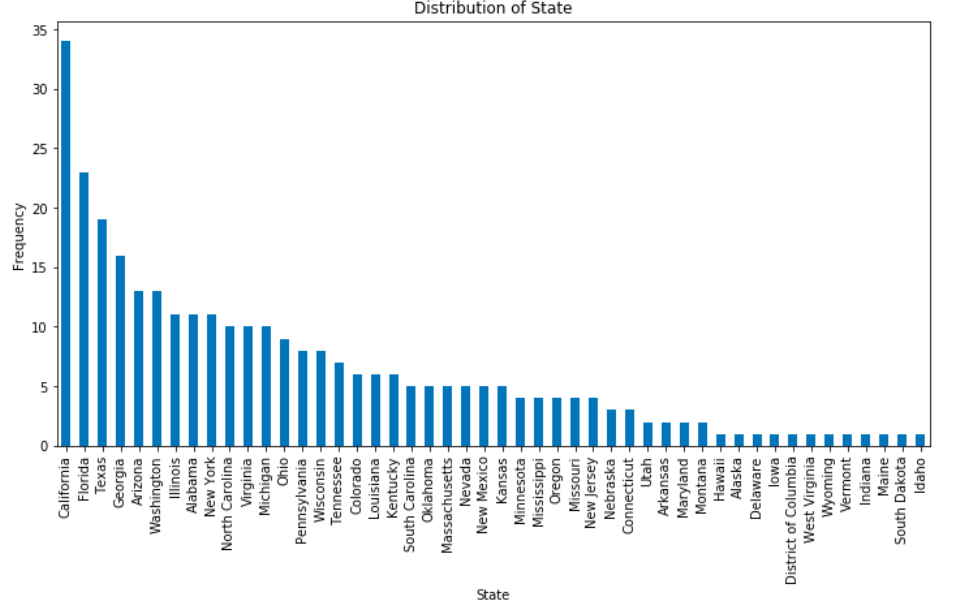 Distribution of State
35
30
25
20
15
10
5
0
Frequency
California
Florida
Texas
Georgia
Arizona
Washington
Illinois
Alabama
New York
North Carolina
Virginia
Michigan
Ohio
Pennsylvania
Wisconsin
Tennessee
Colorado
Louisiana
Kentucky
South Carolina
Oklahoma
Massachusetts
Nevada
New Mexico
Kansas
Minnesota
Mississippi
Oregon
Missouri
New Jersey
Nebraska
Connecticut
Utah
Arkansas
Maryland
Montana
Hawaii
Alaska
Delaware
Iowa
District of Columbia
West Virginia
Wyoming
Vermont
Indiana
Maine
South Dakota
Idaho
State